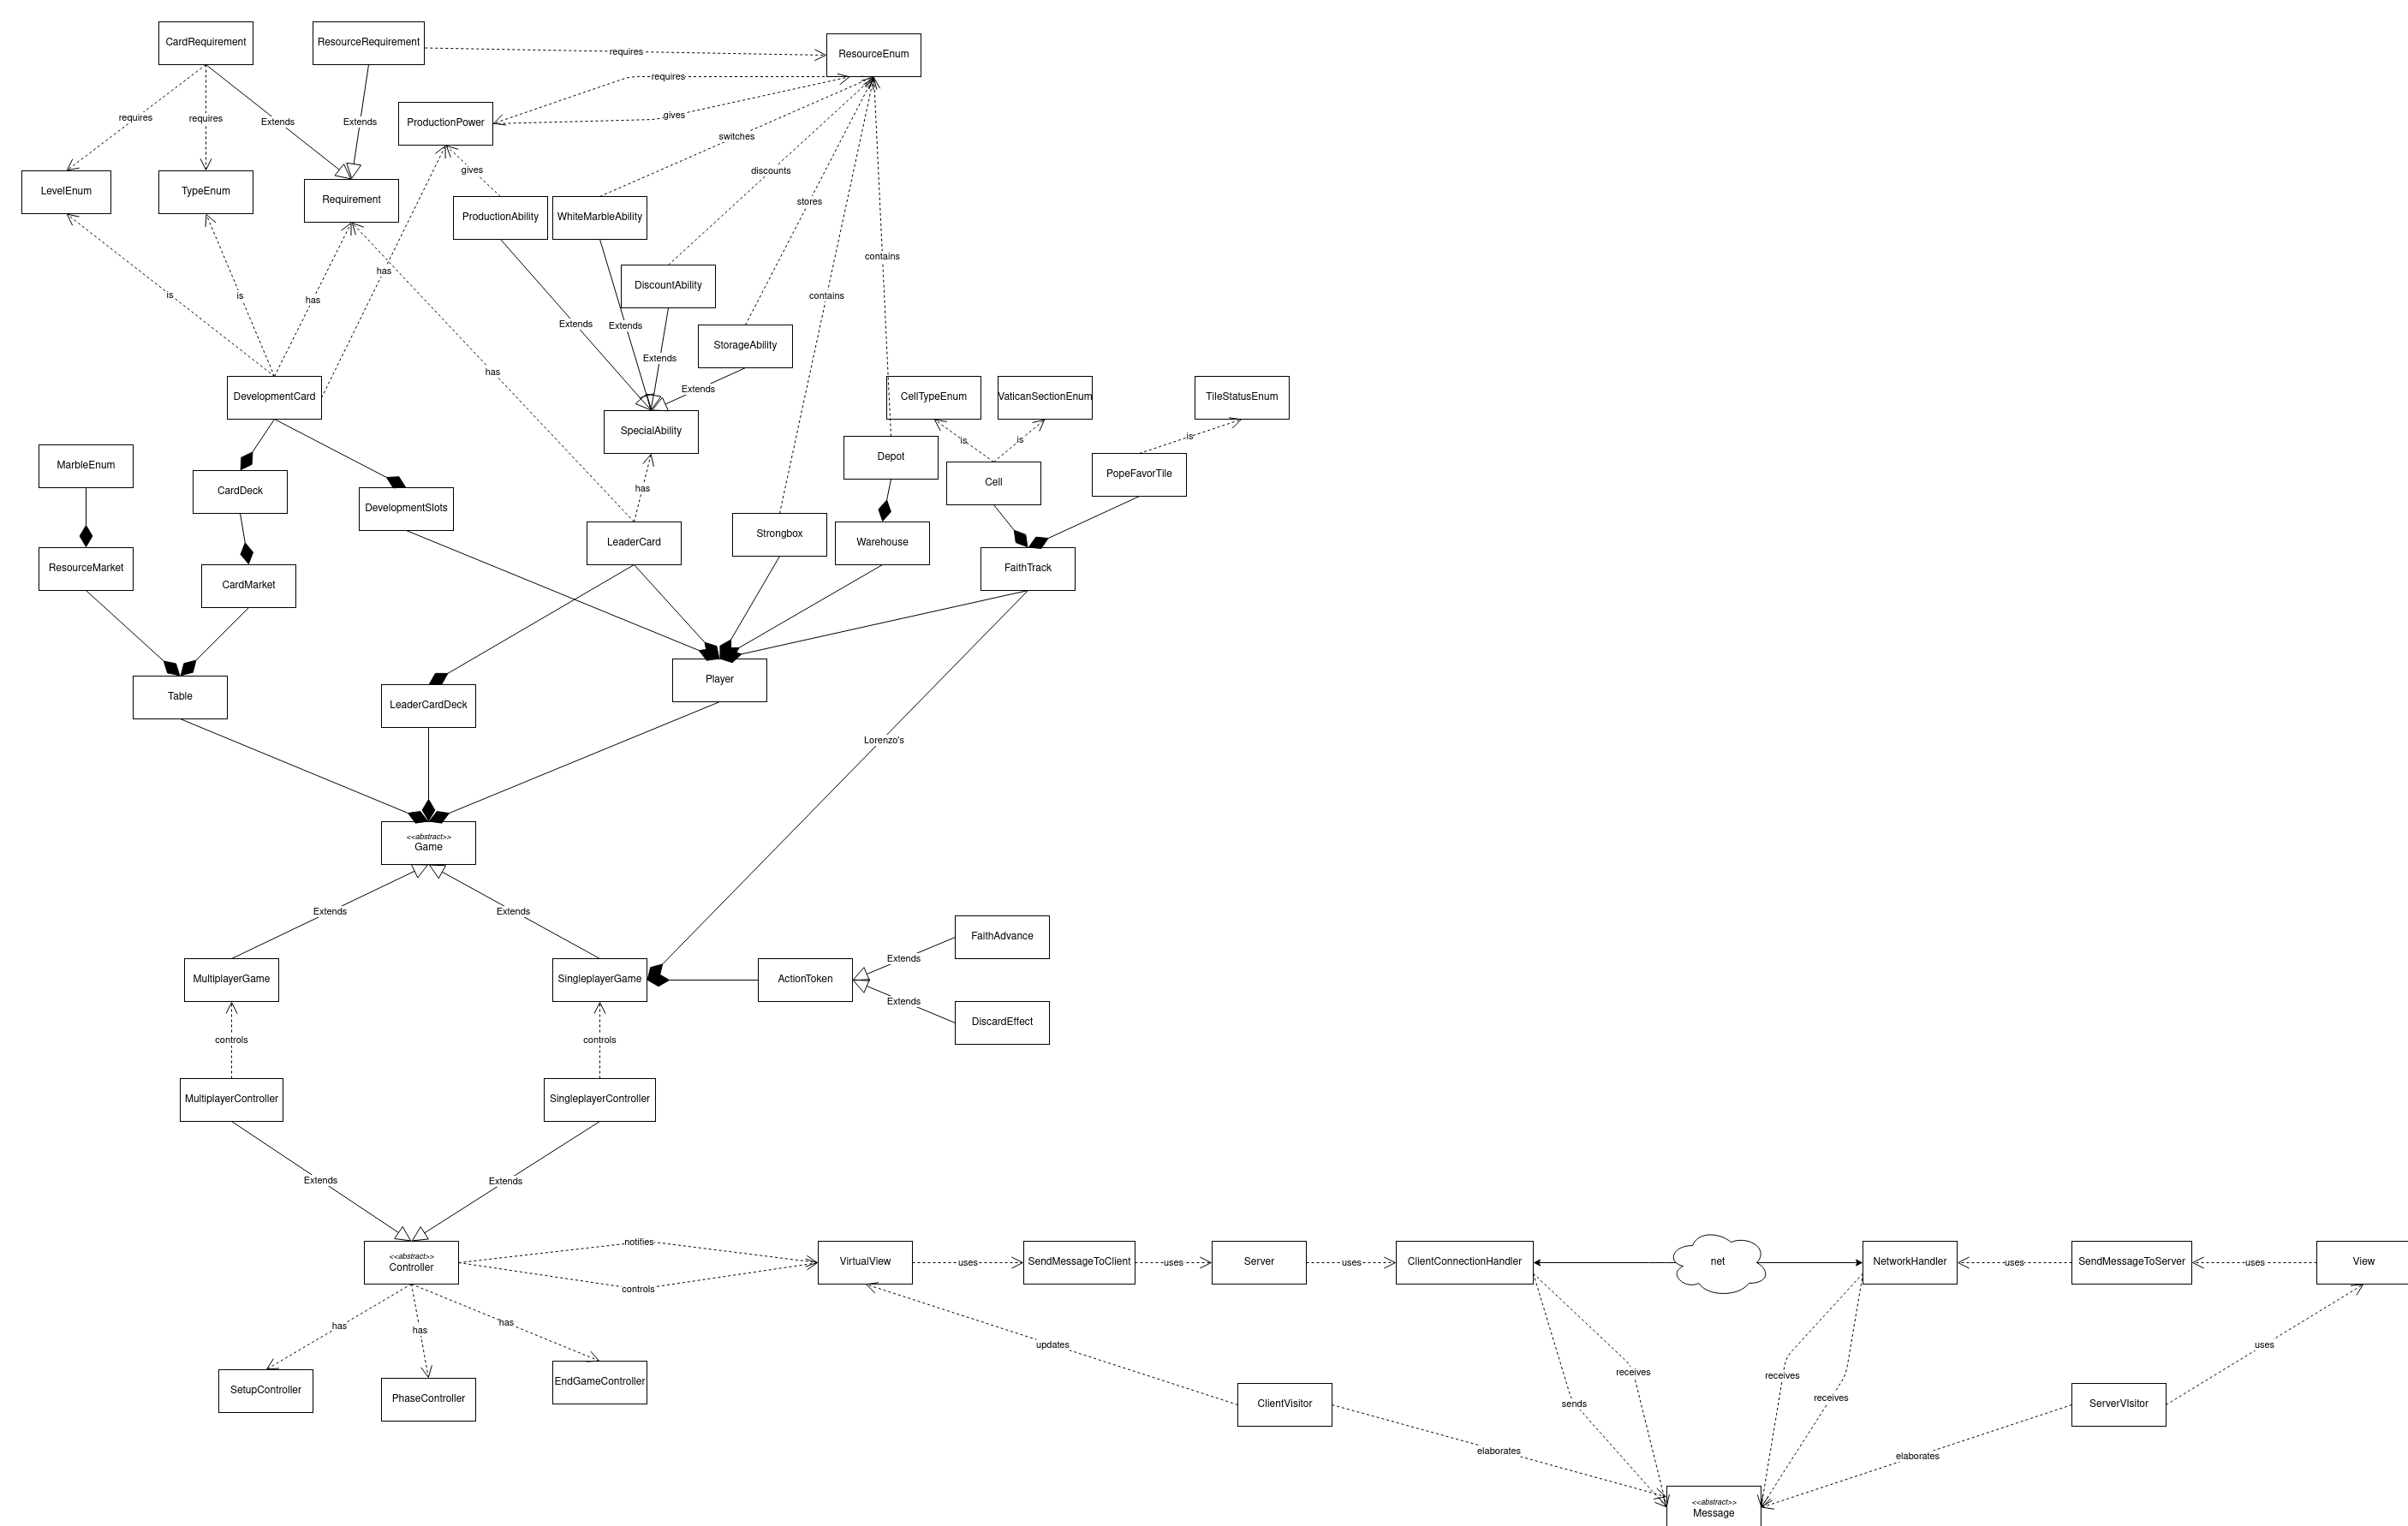 CardRequirement
ResourceRequirement
ResourceEnum
requires
requires
ProductionPower
gives
requires
requires
Extends
Extends
switches
gives
discounts
LevelEnum
TypeEnum
Requirement
stores
ProductionAbility
WhiteMarbleAbility
contains
has
DiscountAbility
is
is
has
contains
Extends
Extends
StorageAbility
Extends
has
Extends
DevelopmentCard
CellTypeEnum
VaticanSectionEnum
TileStatusEnum
SpecialAbility
is
is
is
Depot
MarbleEnum
PopeFavorTile
Cell
CardDeck
has
DevelopmentSlots
Strongbox
LeaderCard
Warehouse
ResourceMarket
FaithTrack
CardMarket
Player
Table
LeaderCardDeck
Lorenzo's
<<abstract>>
Game
Extends
Extends
FaithAdvance
Extends
MultiplayerGame
SingleplayerGame
ActionToken
Extends
DiscardEffect
controls
controls
MultiplayerController
SingleplayerController
Extends
Extends
notifies
<<abstract>>
Controller
VirtualView
uses
SendMessageToClient
uses
Server
uses
ClientConnectionHandler
net
NetworkHandler
uses
SendMessageToServer
uses
View
controls
has
has
has
updates
uses
receives
receives
SetupController
PhaseController
EndGameController
receives
sends
ClientVisitor
ServerVIsitor
elaborates
elaborates
<<abstract>>
Message